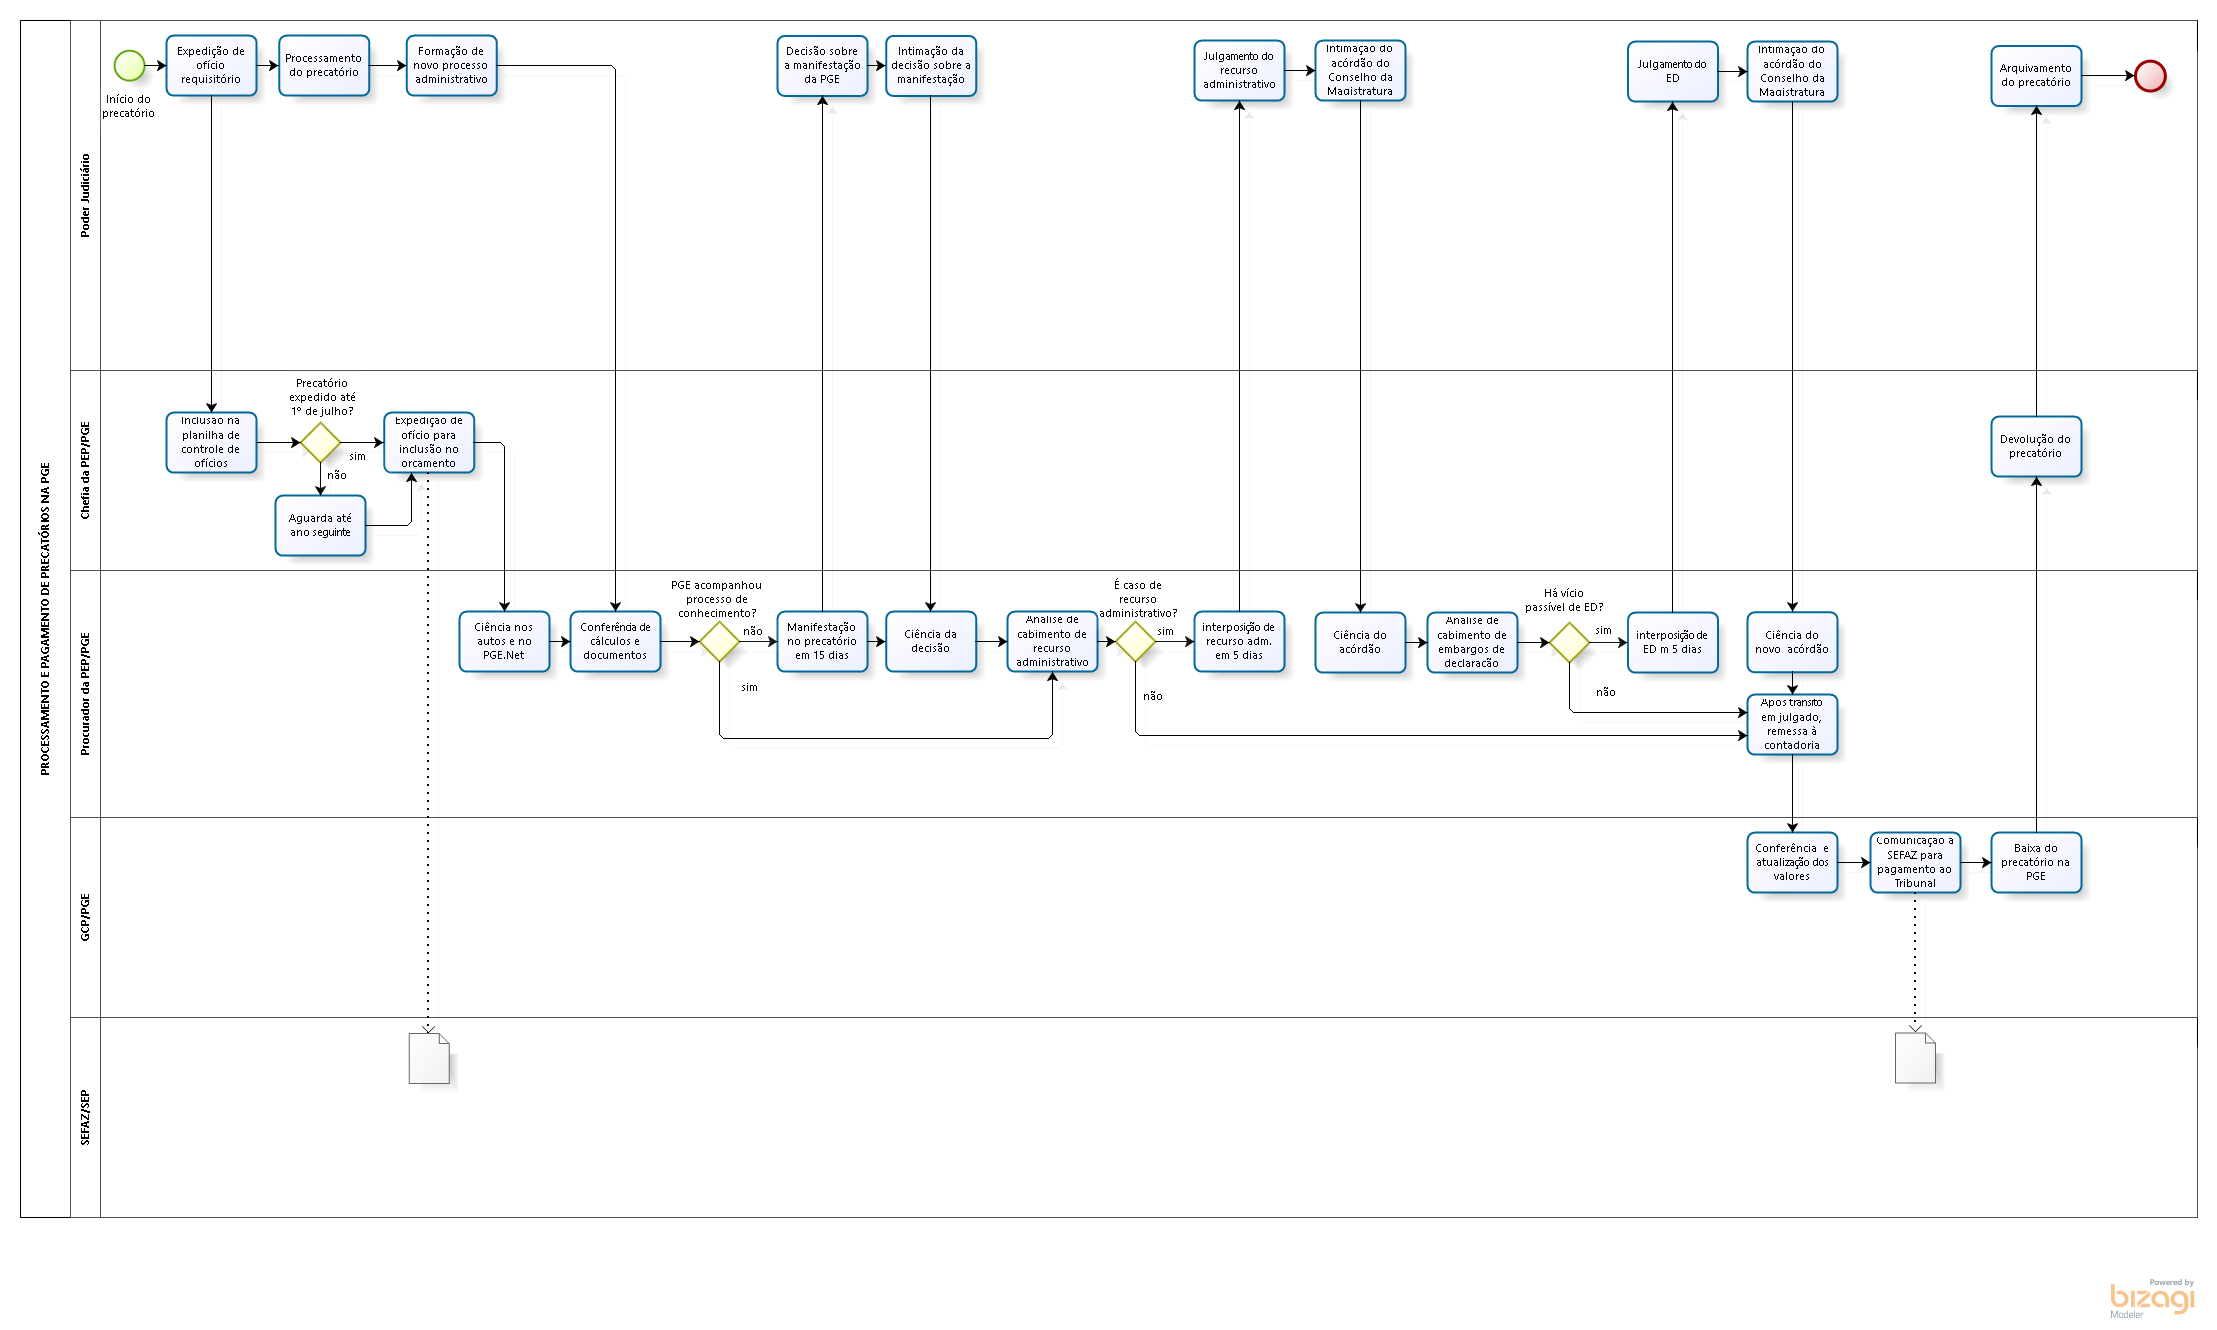 PROCESSAMENTO E PAGAMENTO DE PRECATÓRIOS NA PGE
Poder Judiciário
Início do
precatório
Expedição de
ofício
requisitório
Processamento
do precatório
Formação de
novo processo
administrativo
Decisão sobre
a manifestação
da PGE
Intimação da
decisão sobre a
manifestação
Julgamento do
recurso
administrativo
Intimação do
acórdão do
Conselho da
Magistratura
Julgamento do
ED
Intimação do
acórdão do
Conselho da
Magistratura
Arquivamento
do precatório
Chefia da PEP/PGE
Inclusão na
planilha de
controle de
ofícios
Precatório
expedido até
1º de julho?
sim
não
Expedição de
ofício para
inclusão no
orçamento
Aguarda até
ano seguinte
Devolução do
precatório
Procurador da PEP/PGE
Ciência nos
autos e no
PGE.Net
Conferência de
cálculos e
documentos
PGE acompanhou
processo de
conhecimento?
não
sim
Manifestação
no precatório
em 15 dias
Ciência da
decisão
Análise de
cabimento de
recurso
administrativo
É caso de
recurso
administrativo?
sim
não
interposição de
recurso adm.
em 5 dias
Ciência do
acórdão
Análise de
cabimento de
embargos de
declaração
Há vício
passível de ED?
sim
não
interposição de
ED m 5 dias
Ciência do
novo acórdão
Após trânsito
em julgado,
remessa à
contadoria
GCP/PGE
Conferência e
atualização dos
valores
Comunicação à
SEFAZ para
pagamento ao
Tribunal
Baixa do
precatório na
PGE
SEFAZ/SEP
Powered by
bizagi
Modeler